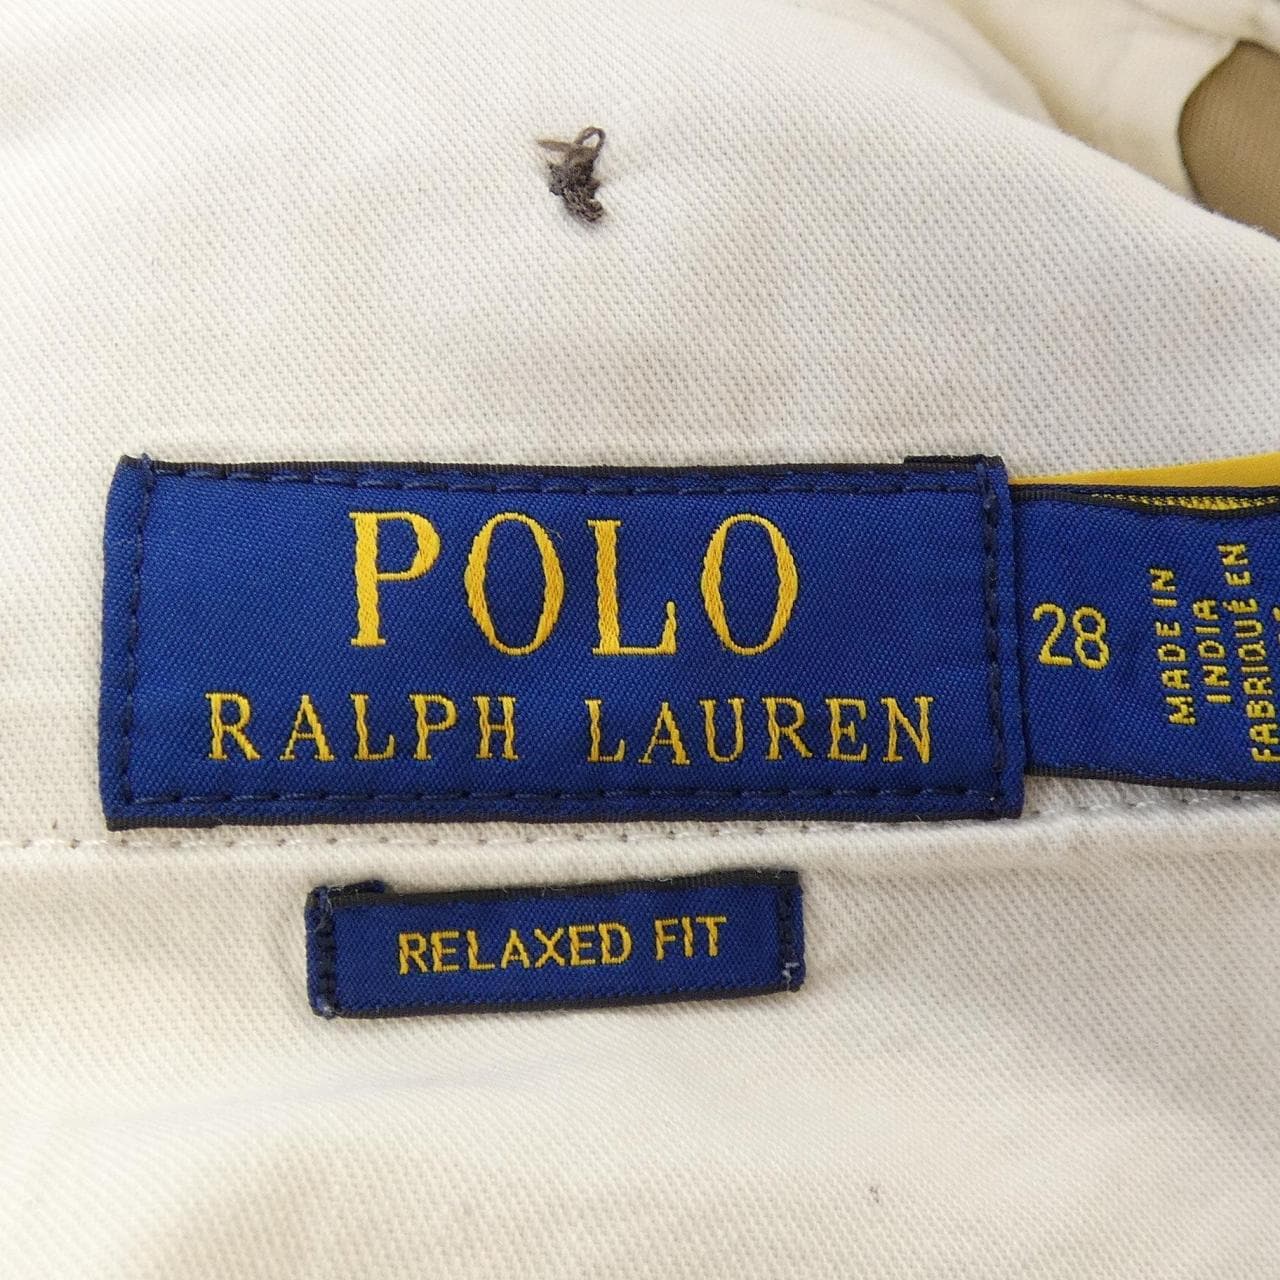 POLO
RALPH LAUREN
28
MADE IN
INDIA
FABRIQUÉ EN
RELAXED FIT